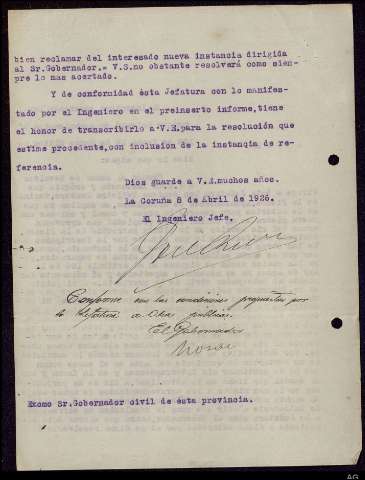 bien reclamar del interesado nueva instancia dirigida
al Sr.Gobernador.= V.S.no obstante resolverá como siem-
pre lo mas acertado.
Y de conformidad ésta Jefatura con lo manifes-
tado por el Ingeniero en el preinserto informe,tiene
el honor de transcribirlo a V.E.para la resolución que
estime procedente,con inclusión de la instancia de re-
ferencia.
Dios guarde a V.E.muchos años.
La Coruña 8 de Abril de 1926.
El Ingeniero Jefe,
Conforme con las condiciones propuestas por
la Jefatura de Obras públicas.
El Gobernador
Excmo Sr.Gobernador civil de ésta provincia.
AG